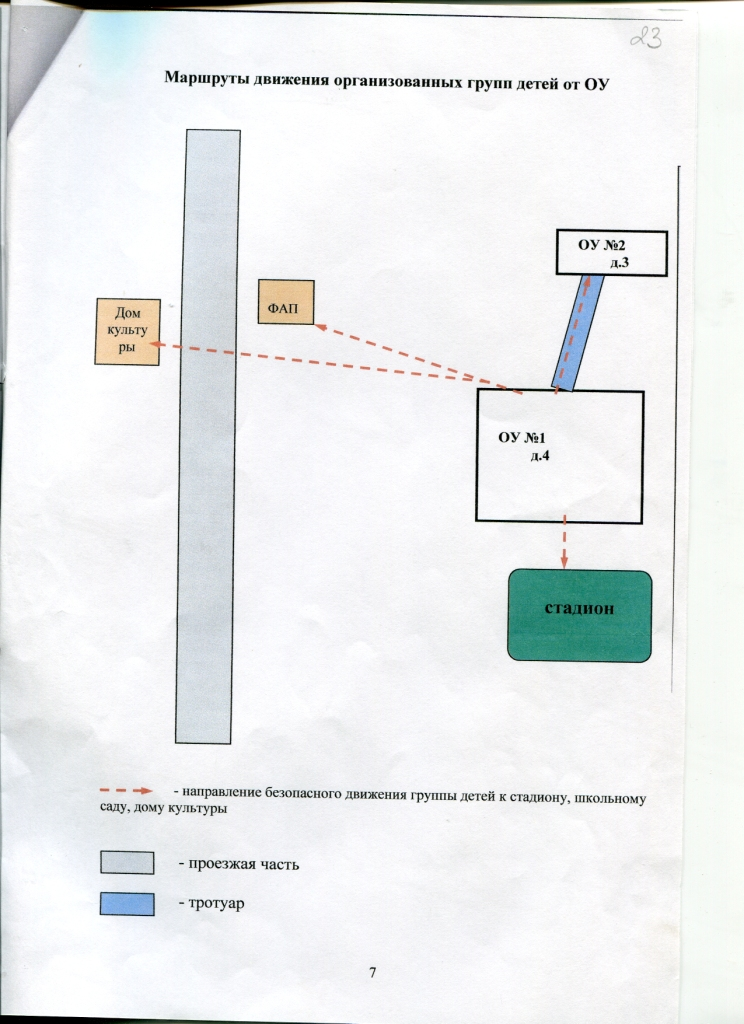 23
Маршруты движения организованных групп детей от ОУ
ОУ №2
д.3
ФАП
Дом
культу
ры
ОУ №1
д.4
стадион
- направление безопасного движения группы детей к стадиону, школьному
саду, дому культуры
- проезжая часть
- тротуар
7